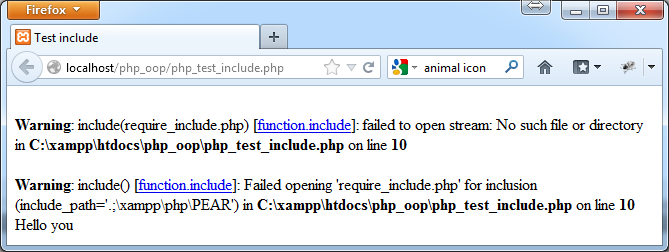 Firefox
Test include
localhost/php_oop/php_test_include.php
animal icon
Warning: include(require_include.php) [function.include]: failed to open stream: No such file or directory
in C:\xampp\htdocs\php_oop\php_test_include.php on line 10
Warning: include() [function.include]: Failed opening 'require_include.php' for inclusion
(include_path='.;\xampp\php\PEAR') in C:\xampp\htdocs\php_oop\php_test_include.php on line 10
Hello you